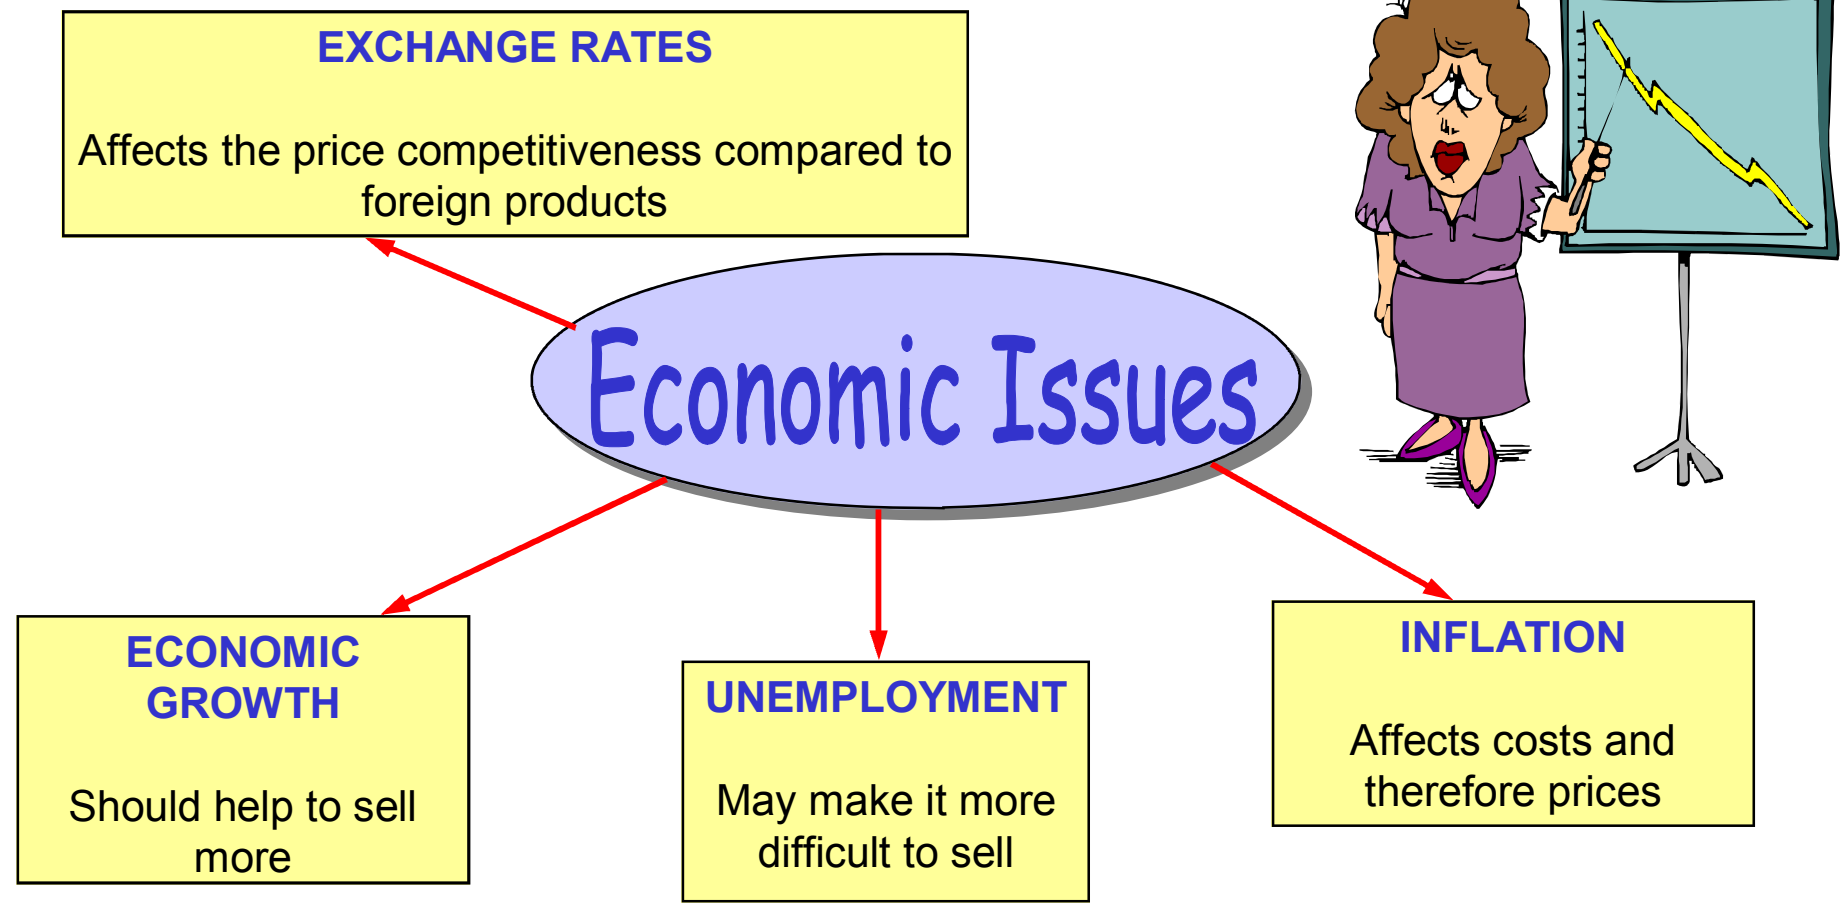 EXCHANGE RATES
Affects the price competitiveness compared to
foreign products
Economic Issues
ECONOMIC
GROWTH
Should help to sell
more
UNEMPLOYMENT
May make it more
difficult to sell
INFLATION
Affects costs and
therefore prices